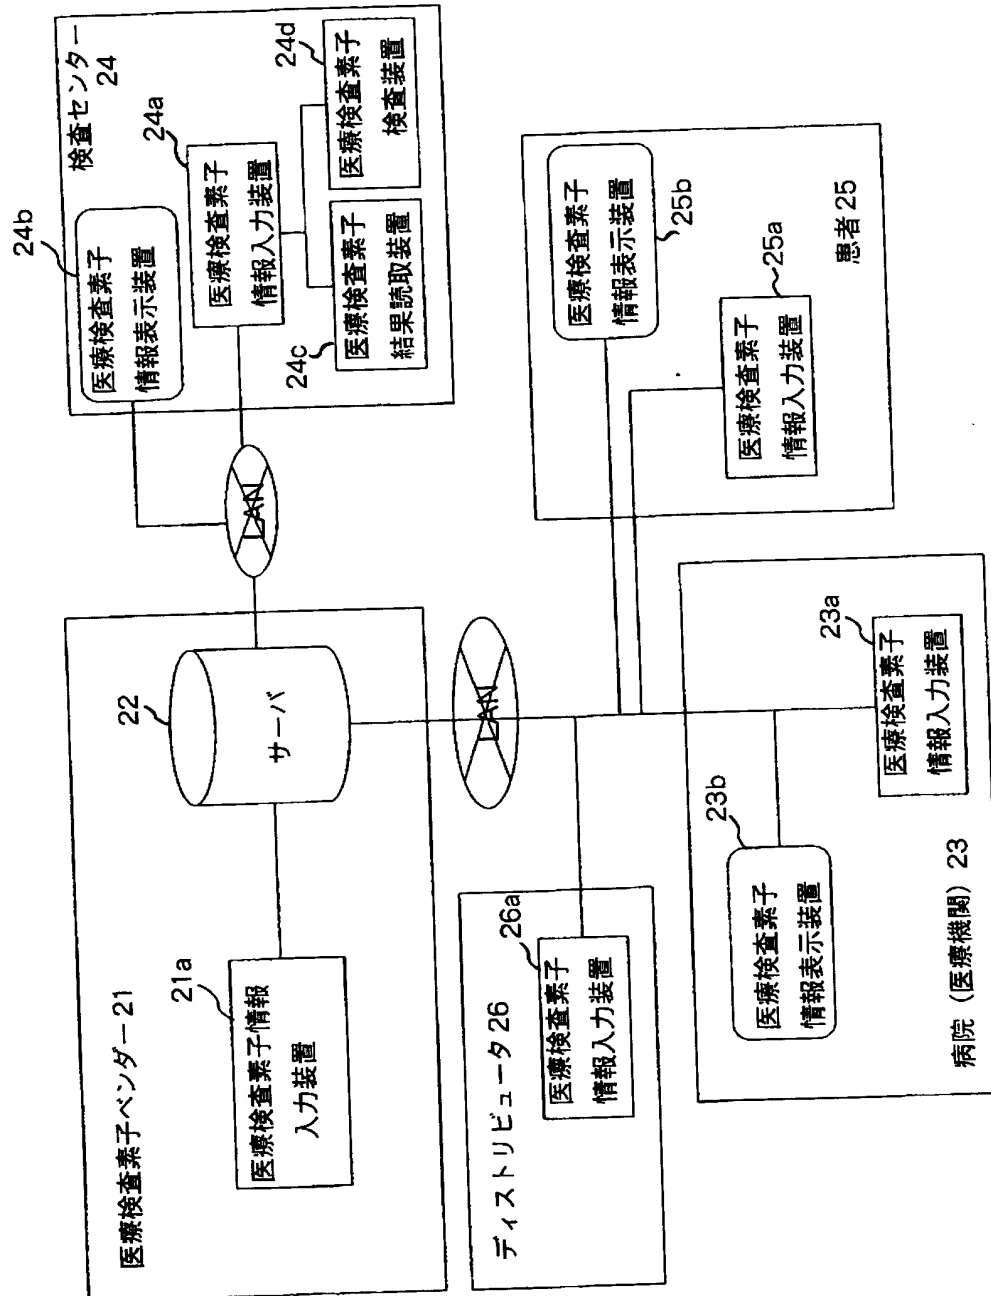 医療検査素子ベンダー21
21a
医療検査素子情報
入力装置
22
サーバ
LAN
24b
医療検査素子
情報表示装置
検査センター
24
24a
医療検査素子
情報入力装置
24c
医療検査素子
結果読取装置
24d
医療検査素子
検査装置
LAN
ディストリビュータ26
26a
医療検査素子
情報入力装置
医療検査素子
情報表示装置
25b
25a
医療検査素子
情報入力装置
患者25
23b
医療検査素子
情報表示装置
23a
医療検査素子
情報入力装置
病院(医療機関)23